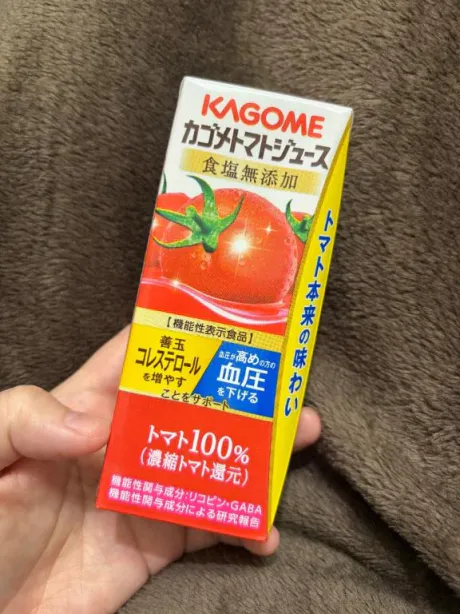 KAGOME
カゴメトマトジュース
食塩無添加
【機能性表示食品】
善玉
コレステロール
を増やす
血圧が高めの方の
血圧
を下げる
ことをサポート
トマト100%
(濃縮トマト還元)
機能性関与成分:リコピン・GABA
機能性関与成分による研究報告
トマト本来の味わい